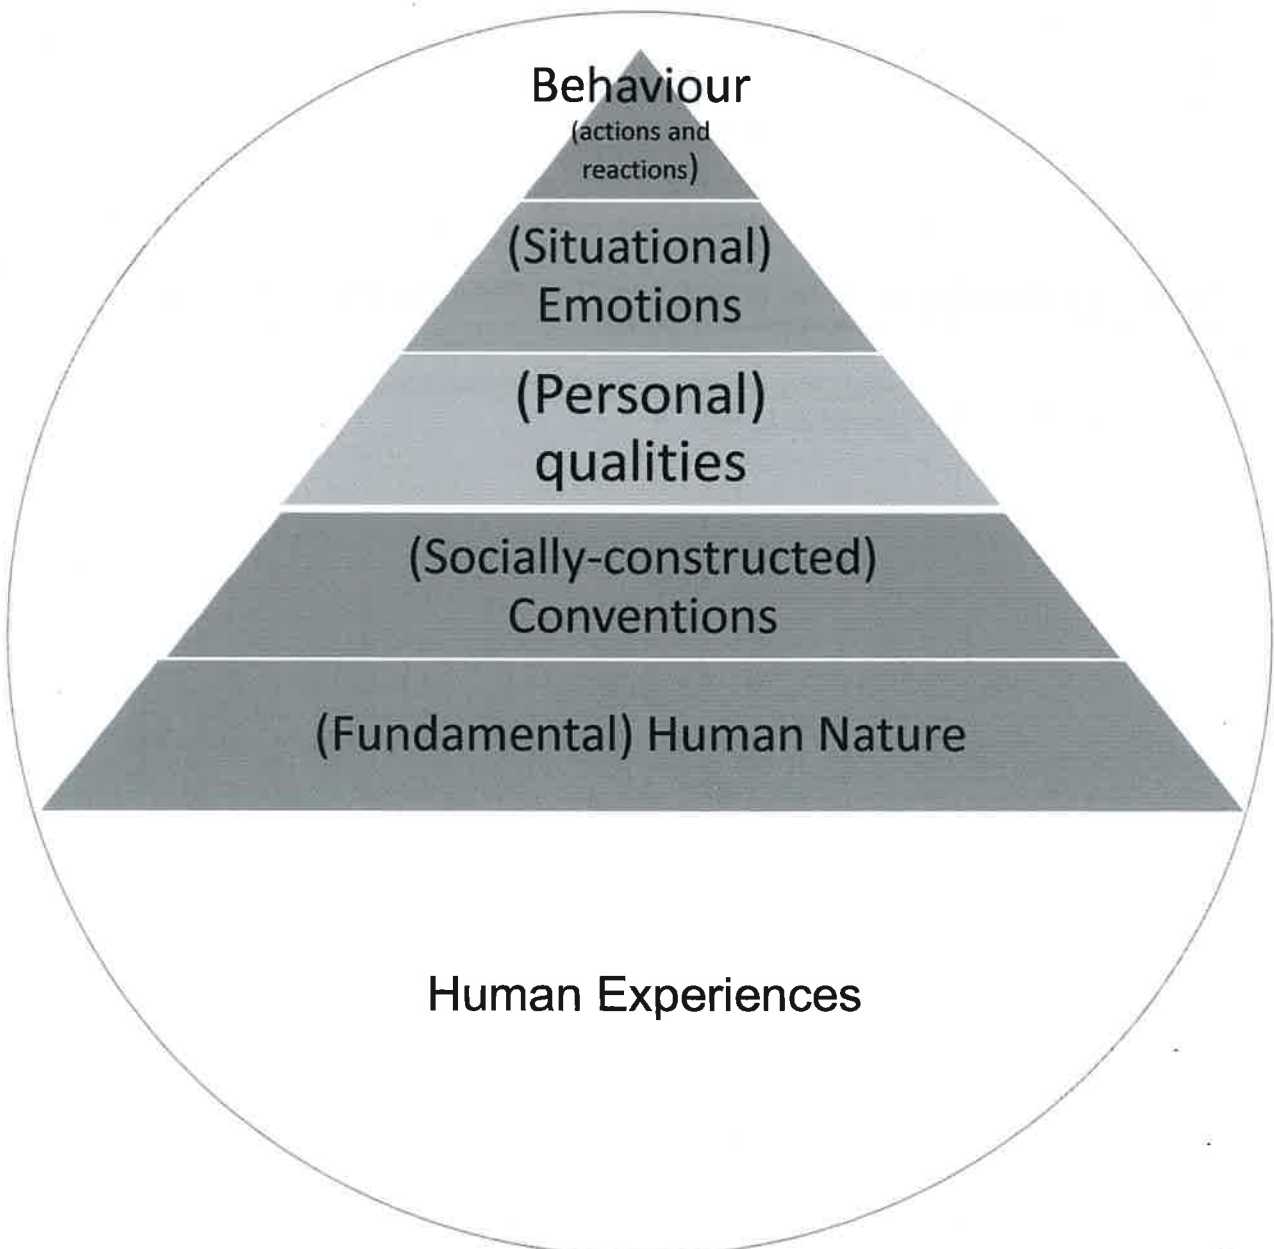 Behaviour
(actions and
reactions)
(Situational)
Emotions
(Personal)
qualities
(Socially-constructed)
Conventions
(Fundamental) Human Nature
Human Experiences